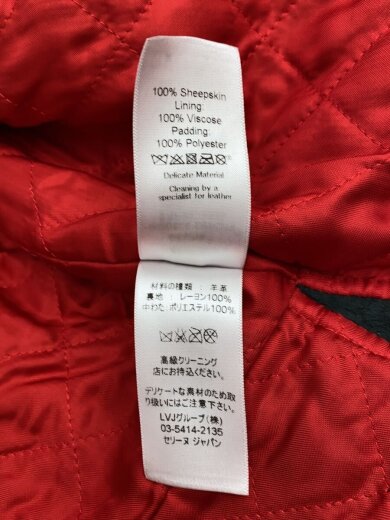 100% Sheepskin
Lining:
100% Viscose
Padding:
100% Polyester
Delicate Material
Cleaning by a
specialist for leather
材料の種類 : 羊革
裏地 : レーヨン100%
中わた: ポリエステル100%
高級クリーニング
店にお持込ください。
デリケートな素材のため取
り扱いにはご注意下さい。
LVJグループ(株)
03-5414-2135
セリーヌ ジャパン